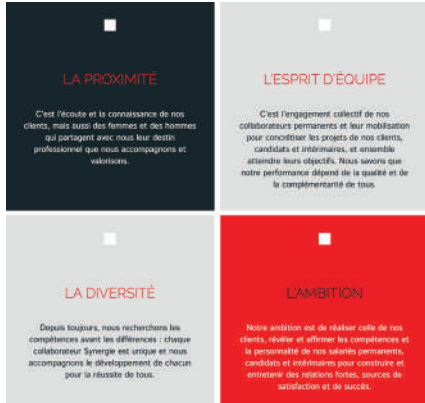 LA PROXIMITÉ
C'est l'écoute et la connaissance de nos
clients, mais aussi des femmes et des hommes
qui partagent avec nous leur destin
professionnel que nous accompagnons et
valorisons.
L'ESPRIT D'ÉQUIPE
C'est l'engagement collectif de nos
collaborateurs permanents et leur mobilisation
pour concrétiser les projets de nos clients,
candidats et intérimaires, et ensemble
atteindre leurs objectifs. Nous savons que
notre performance dépend de la qualité et de
la complémentarité de tous.
LA DIVERSITÉ
Depuis toujours, nous recherchons les
compétences avant les différences : chaque
collaborateur Synergie est unique et nous
accompagnons le développement de chacun
pour la réussite de tous.
L'AMBITION
Notre ambition est de réaliser celle de nos
clients, révéler et affirmer les compétences et
la personnalité de nos salariés permanents,
candidats et intérimaires pour construire et
entretenir des relations fortes, sources de
satisfaction et de succès.